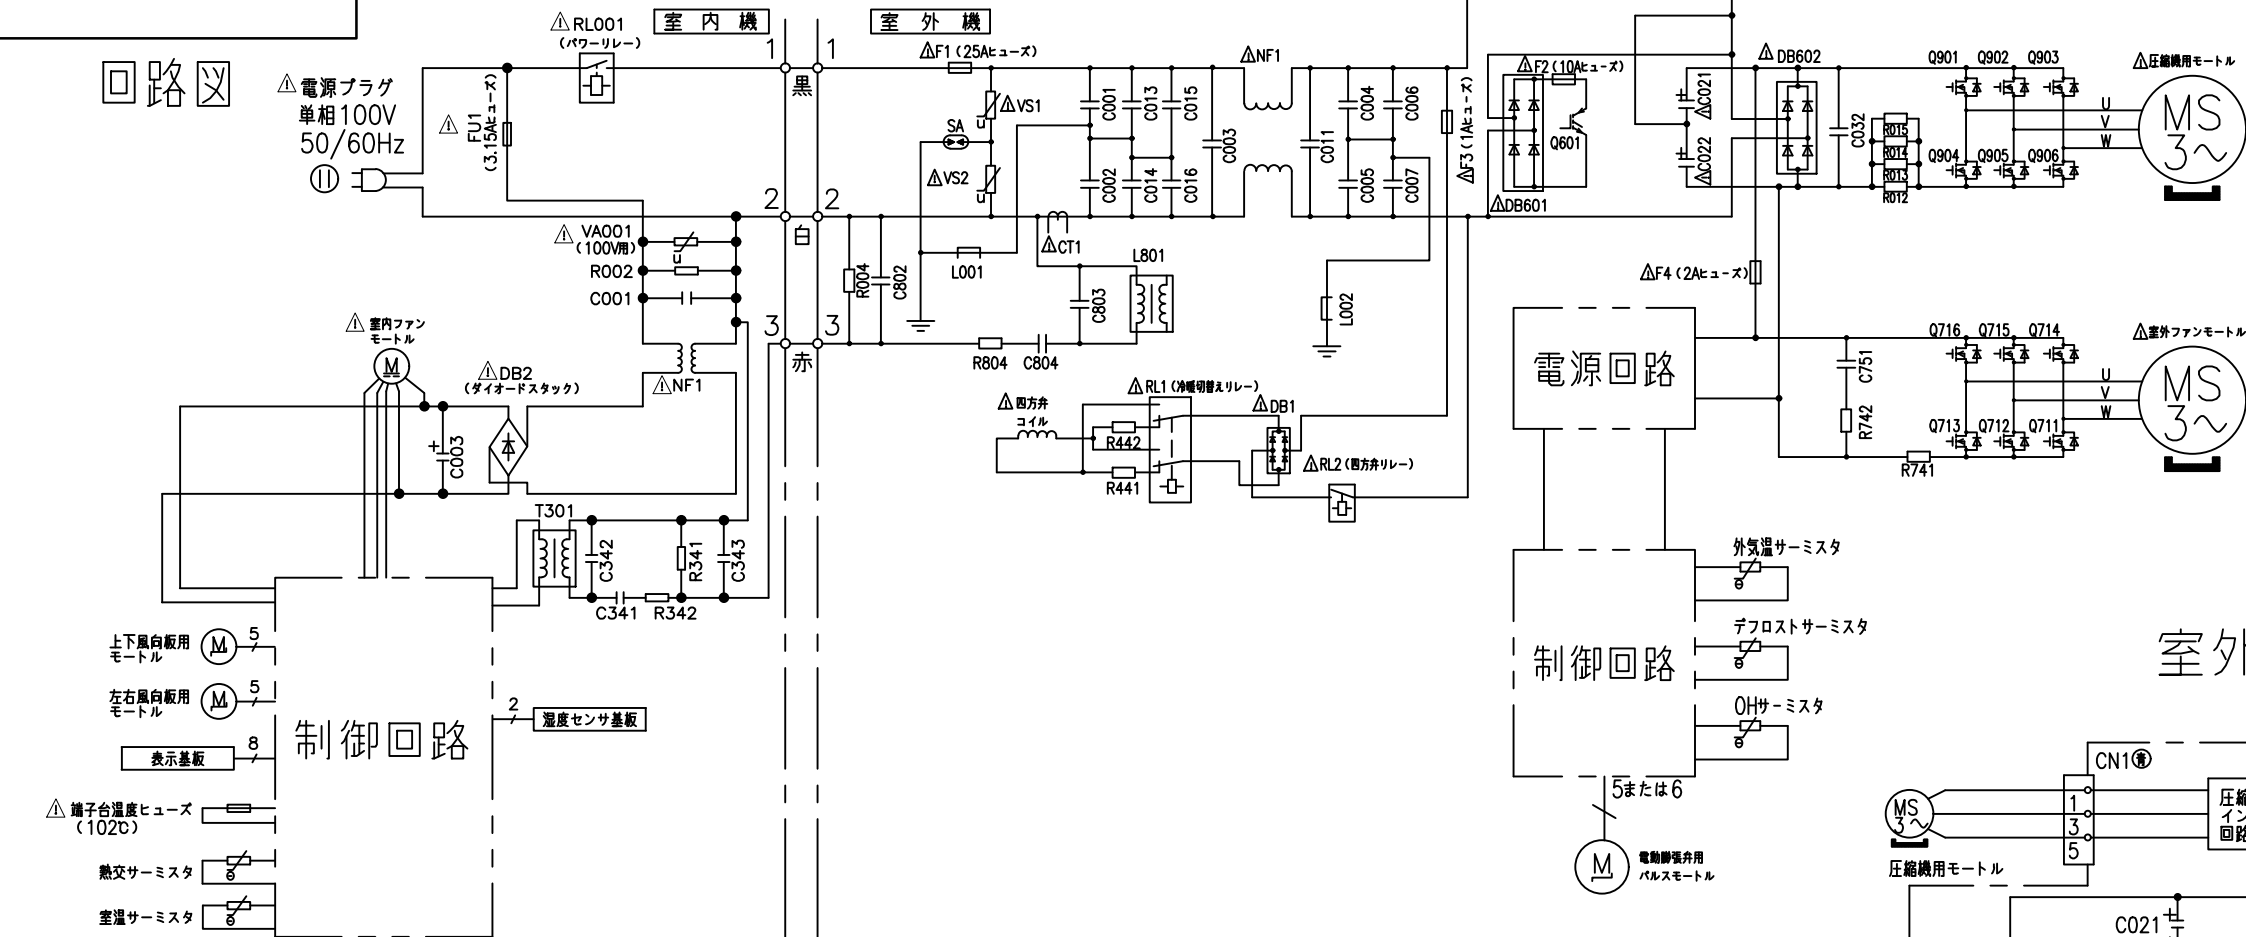 回路図
⚠ 電源プラグ
単相100V
50/60Hz
⚠ RL001
(パワーリレー)
室内機
室外機
1
1
黒
2
2
白
3
3
赤
⚠ FU1
(3.15Aヒューズ)
⚠ VA001
(100V用)
R002
C001
⚠ NF1
⚠ 室内ファン
モートル
M
⚠ DB2
(ダイオードスタック)
+
C003
T301
C342
R341
C343
C341
R342
制御回路
上下風向板用
モートル
M
5
左右風向板用
モートル
M
5
表示基板
8
⚠ 端子台温度ヒューズ
(102℃)
熱交サーミスタ
θ
室温サーミスタ
θ
2
湿度センサ基板
⚠F1(25Aヒューズ)
⚠VS1
u
SA
⚠VS2
u
C001
C013
C015
C002
C014
C016
C003
⚠NF1
C011
C004
C006
C005
C007
⚠F3(1Aヒューズ)
R004
C802
L001
⚠CT1
L801
C803
R804
C804
L002
⚠四方弁
コイル
⚠RL1(冷暖切替えリレー)
R442
R441
⚠DB1
⚠RL2(四方弁リレー)
⚠F2(10Aヒューズ)
Q601
⚠DB601
+
⚠C021
+
⚠C022
⚠DB602
C032
R015
R014
R013
R012
Q901 Q902 Q903
Q904 Q905 Q906
U
V
W
⚠圧縮機用モートル
MS
3～
⚠F4(2Aヒューズ)
電源回路
C751
R742
R741
Q716 Q715 Q714
Q713 Q712 Q711
U
V
W
⚠室外ファンモートル
MS
3～
制御回路
外気温サーミスタ
θ
デフロストサーミスタ
θ
OHサーミスタ
θ
5または6
M
電動膨張弁用
パルスモートル
室外
CN1青
MS
3～
1
3
5
圧縮機用モートル
圧縮
イン
回路
C021
+